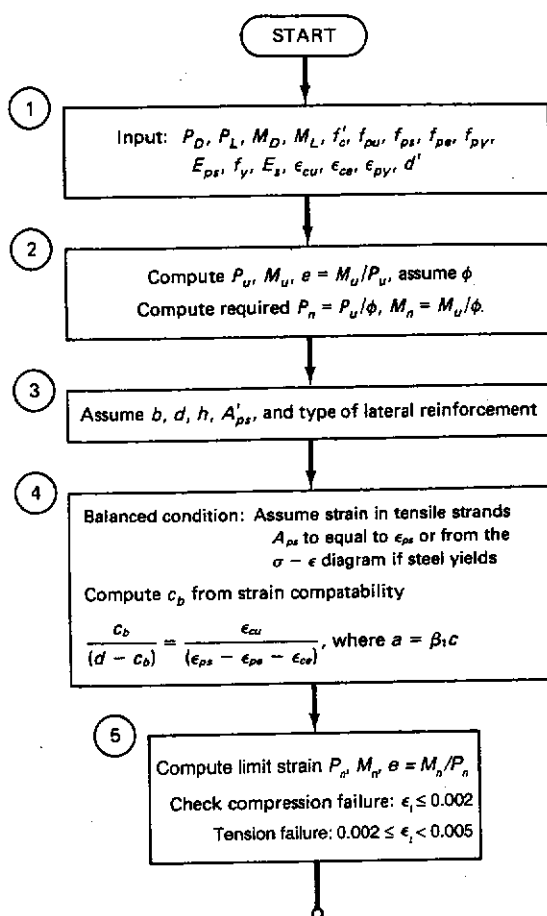 START
1
Input: P_D, P_L, M_D, M_L, f'_c, f_pu, f_ps, f_pe, f_py,
E_ps, f_y, E_s, ϵ_cu, ϵ_ce, ϵ_py, d'
2
Compute P_u, M_u, e = M_u/P_u, assume ϕ
Compute required P_n = P_u/ϕ, M_n = M_u/ϕ.
3
Assume b, d, h, A'_ps, and type of lateral reinforcement
4
Balanced condition: Assume strain in tensile strands
A_ps to equal to ϵ_ps or from the
σ – ϵ diagram if steel yields
Compute c_b from strain compatability
c_b/(d – c_b) = ϵ_cu/(ϵ_ps – ϵ_pe – ϵ_ce), where a = β_1c
5
Compute limit strain P_n, M_n, e = M_n/P_n
Check compression failure: ϵ_t ≤ 0.002
Tension failure: 0.002 ≤ ϵ_t < 0.005